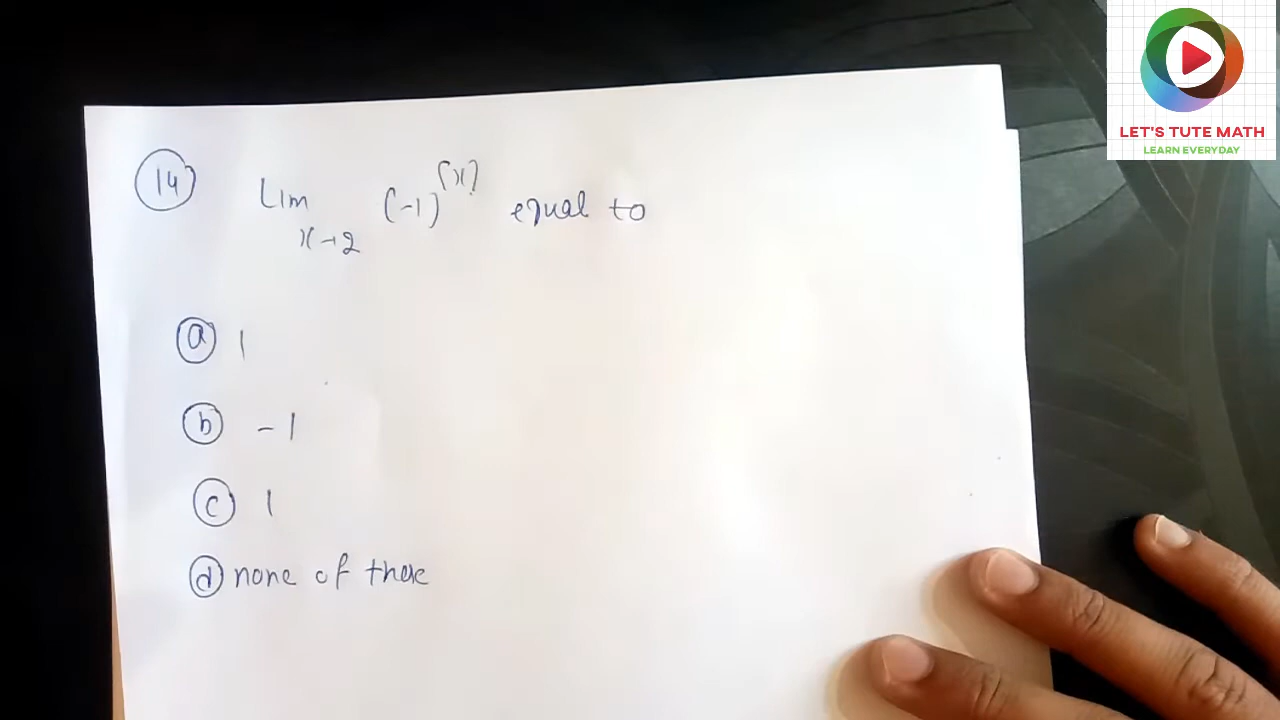 LET'S TUTE MATH
LEARN EVERYDAY
14
Lim x→2 (-1)^[x] equal to
a 1
b -1
c 1
d none of these